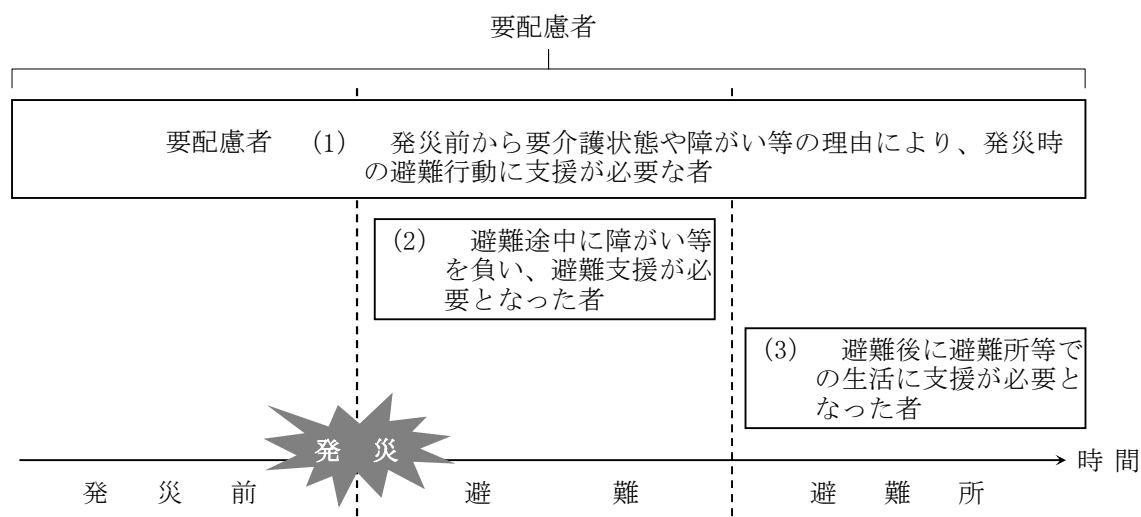 要配慮者
要配慮者 (1) 発災前から要介護状態や障がい等の理由により、発災時
の避難行動に支援が必要な者
(2) 避難途中に障がい等
を負い、避難支援が必
要となった者
(3) 避難後に避難所等で
の生活に支援が必要と
なった者
発 災
時 間
発 災 前 避 難 避 難 所